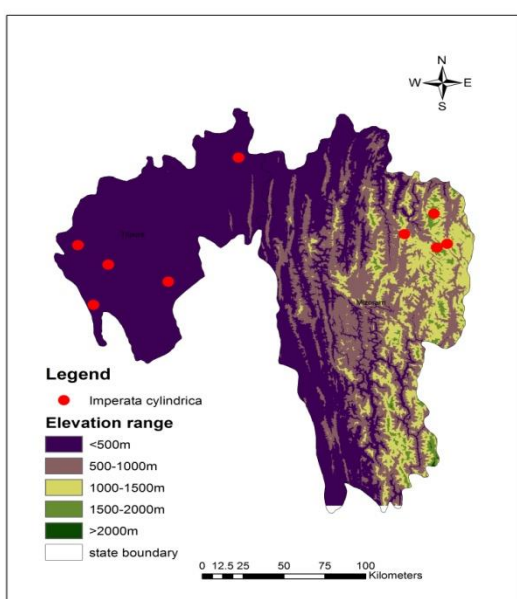 N
W E
S
Legend
Imperata cylindrica
Elevation range
<500m
500-1000m
1000-1500m
1500-2000m
>2000m
state boundary
0 12.5 25 50 75 100
Kilometers